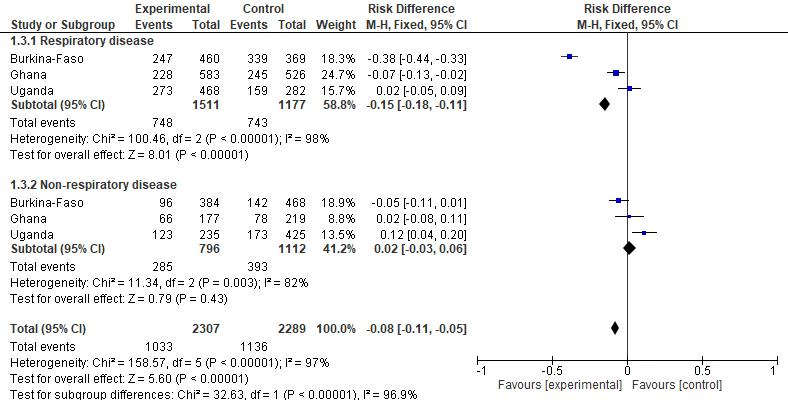 Experimental Control Risk Difference Risk Difference
Study or Subgroup Events Total Events Total Weight M-H, Fixed, 95% CI M-H, Fixed, 95% CI
1.3.1 Respiratory disease
Burkina-Faso 247 460 339 369 18.3% -0.38 [-0.44, -0.33]
Ghana 228 583 245 526 24.7% -0.07 [-0.13, -0.02]
Uganda 273 468 159 282 15.7% 0.02 [-0.05, 0.09]
Subtotal (95% CI) 1511 1177 58.8% -0.15 [-0.18, -0.11]
Total events 748 743
Heterogeneity: Chi² = 100.46, df = 2 (P < 0.00001); I² = 98%
Test for overall effect: Z = 8.01 (P < 0.00001)
1.3.2 Non-respiratory disease
Burkina-Faso 96 384 142 468 18.9% -0.05 [-0.11, 0.01]
Ghana 66 177 78 219 8.8% 0.02 [-0.08, 0.11]
Uganda 123 235 173 425 13.5% 0.12 [0.04, 0.20]
Subtotal (95% CI) 796 1112 41.2% 0.02 [-0.03, 0.06]
Total events 285 393
Heterogeneity: Chi² = 11.34, df = 2 (P = 0.003); I² = 82%
Test for overall effect: Z = 0.79 (P = 0.43)
Total (95% CI) 2307 2289 100.0% -0.08 [-0.11, -0.05]
Total events 1033 1136
Heterogeneity: Chi² = 158.57, df = 5 (P < 0.00001); I² = 97%
Test for overall effect: Z = 5.60 (P < 0.00001)
Test for subgroup differences: Chi² = 32.63, df = 1 (P < 0.00001), I² = 96.9%
-1 -0.5 0 0.5 1
Favours [experimental] Favours [control]